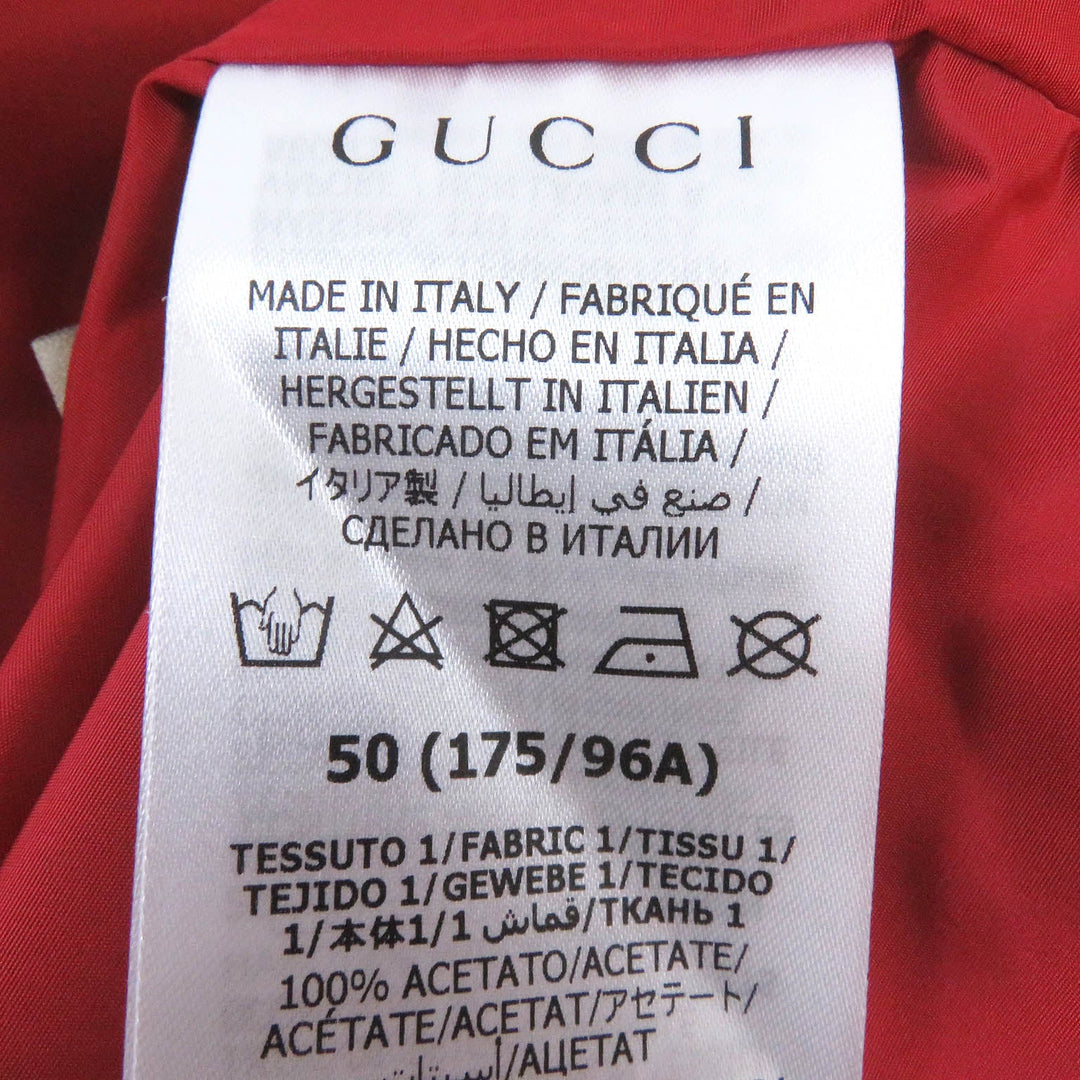 GUCCI
MADE IN ITALY / FABRIQUÉ EN
ITALIE / HECHO EN ITALIA /
HERGESTELLT IN ITALIEN /
FABRICADO EM ITÁLIA /
イタリア製 / صنع في إيطاليا /
СДЕЛАНО В ИТАЛИИ
50 (175/96A)
TESSUTO 1/FABRIC 1/TISSU 1/
TEJIDO 1/GEWEBE 1/TECIDO
1/本体1/1 قماش/ТКАНЬ 1
100% ACETATO/ACETATE/
ACÉTATE/ACETAT/アセテート/
/АЦЕТАТ